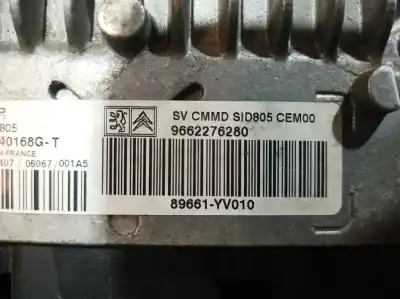 SV CMMD SID805 CEM00
9662276280
89661-YV010
805
40168G-T
N FRANCE
407 06067 001A5